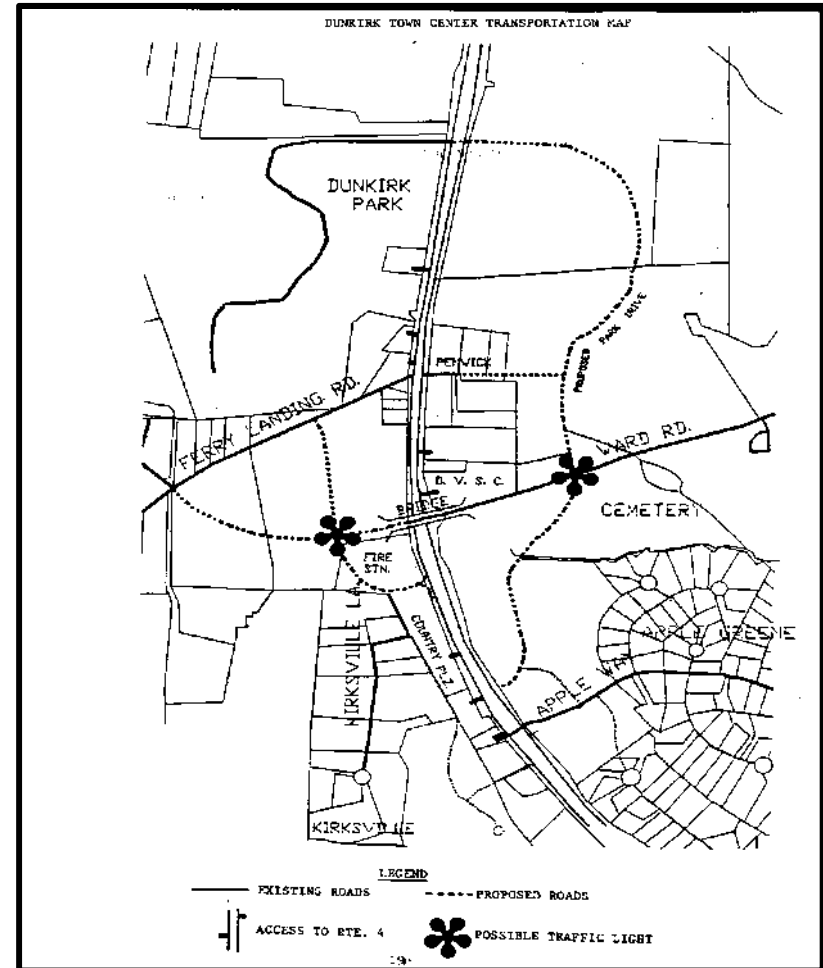 DUNKIRK TOWN CENTER TRANSPORTATION MAP
DUNKIRK
PARK
PENWICK
PROPOSED PARK DRIVE
FERRY LANDING RD.
WARD RD.
D. V. S. C.
BRIDGE
CEMETERY
FIRE
STN.
COUNTRY PLZ.
KIRKSVILLE LA.
APPLE GREENE
APPLE WAY
KIRKSVILLE
LEGEND
EXISTING ROADS
PROPOSED ROADS
ACCESS TO RTE. 4
POSSIBLE TRAFFIC LIGHT